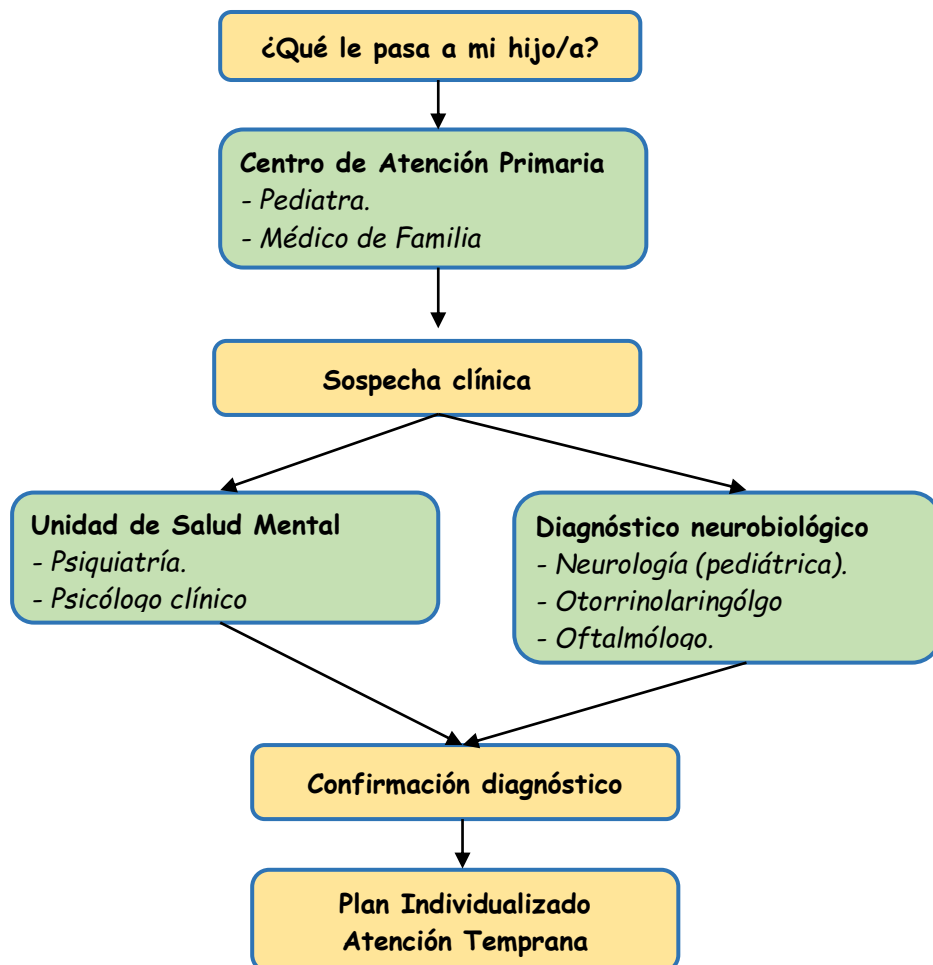 ¿Qué le pasa a mi hijo/a?
Centro de Atención Primaria
- Pediatra.
- Médico de Familia
Sospecha clínica
Unidad de Salud Mental
- Psiquiatría.
- Psicólogo clínico
Diagnóstico neurobiológico
- Neurología (pediátrica).
- Otorrinolaringólgo
- Oftalmólogo.
Confirmación diagnóstico
Plan Individualizado
Atención Temprana